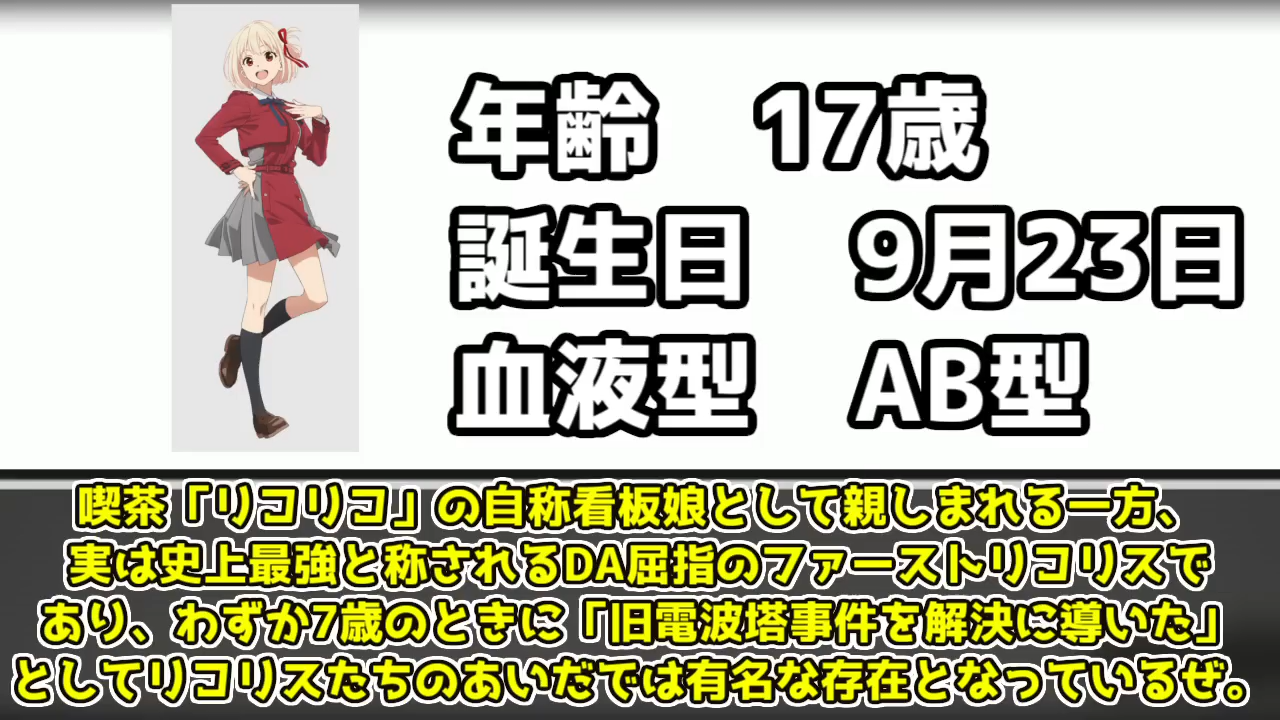 年齢　17歳
誕生日　9月23日
血液型　AB型
喫茶「リコリコ」の自称看板娘として親しまれる一方、
実は史上最強と称されるDA屈指のファーストリコリスで
あり、わずか7歳のときに「旧電波塔事件を解決に導いた」
としてリコリスたちのあいだでは有名な存在となっているぜ。